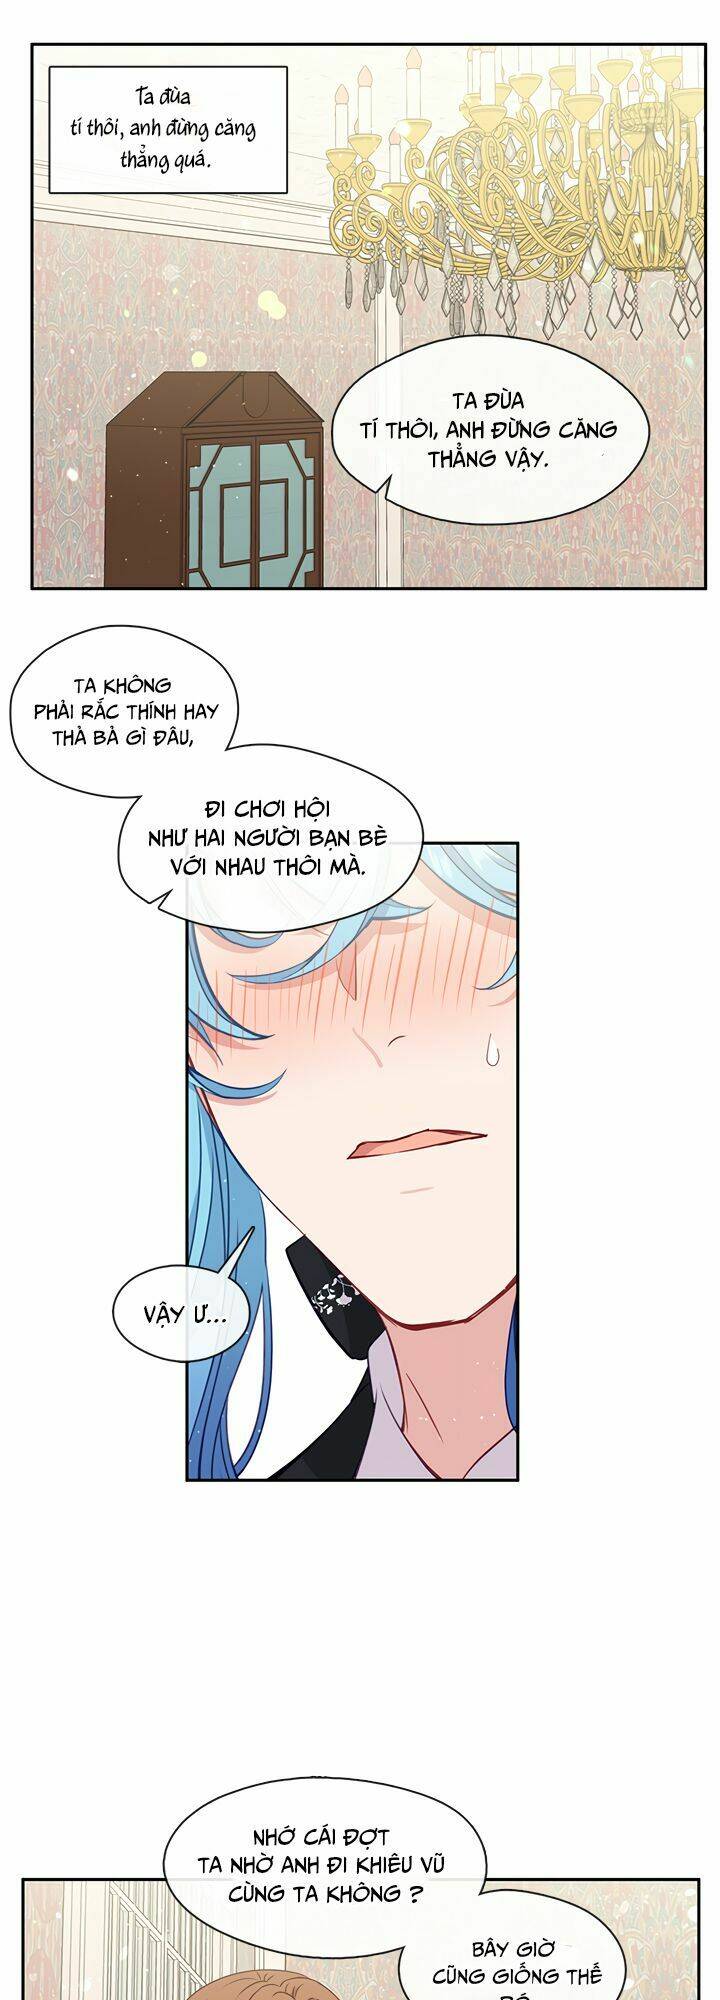 Ta đùa
tí thôi, anh đừng căng
thẳng quá.
TA ĐÙA
TÍ THÔI, ANH ĐỪNG CĂNG
THẲNG VẬY.
TA KHÔNG
PHẢI RẮC THÍNH HAY
THẢ BẢ GÌ ĐÂU,
ĐI CHƠI HỘI
NHƯ HAI NGƯỜI BẠN BÈ
VỚI NHAU THÔI MÀ.
VẬY Ư...
NHỚ CÁI ĐỢT
TA NHỜ ANH ĐI KHIÊU VŨ
CÙNG TA KHÔNG ?
BÂY GIỜ
CŨNG GIỐNG THẾ